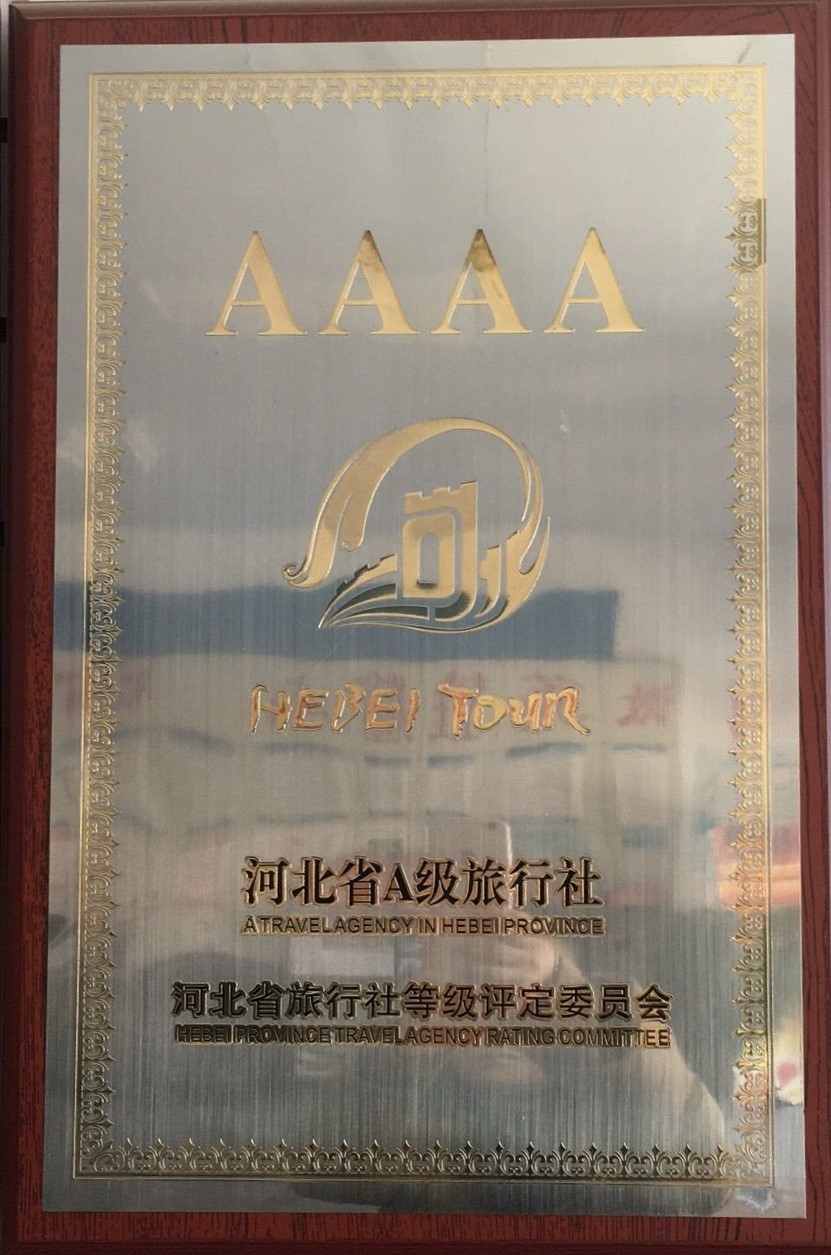 AAAA
HEBEI TOUR
河北省A级旅行社
A TRAVEL AGENCY IN HEBEI PROVINCE
河北省旅行社等级评定委员会
HEBEI PROVINCE TRAVEL AGENCY RATING COMMITTEE